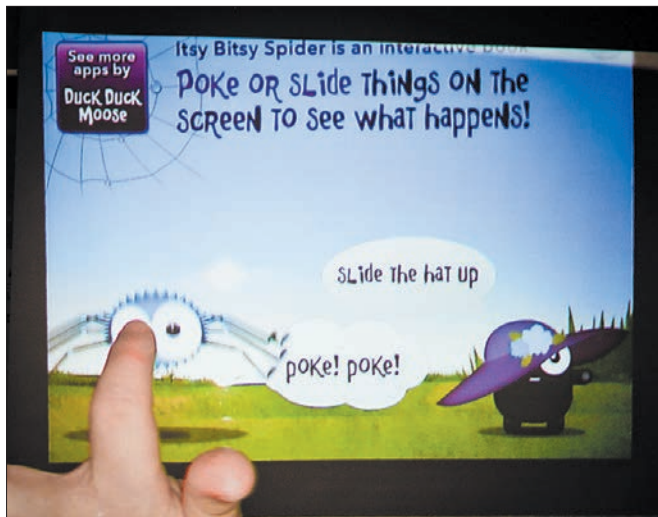 See more
apps by
Duck Duck
Moose
Itsy Bitsy Spider is an interactive book
Poke or slide things on the
screen to see what happens!
slide the hat up
poke! poke!